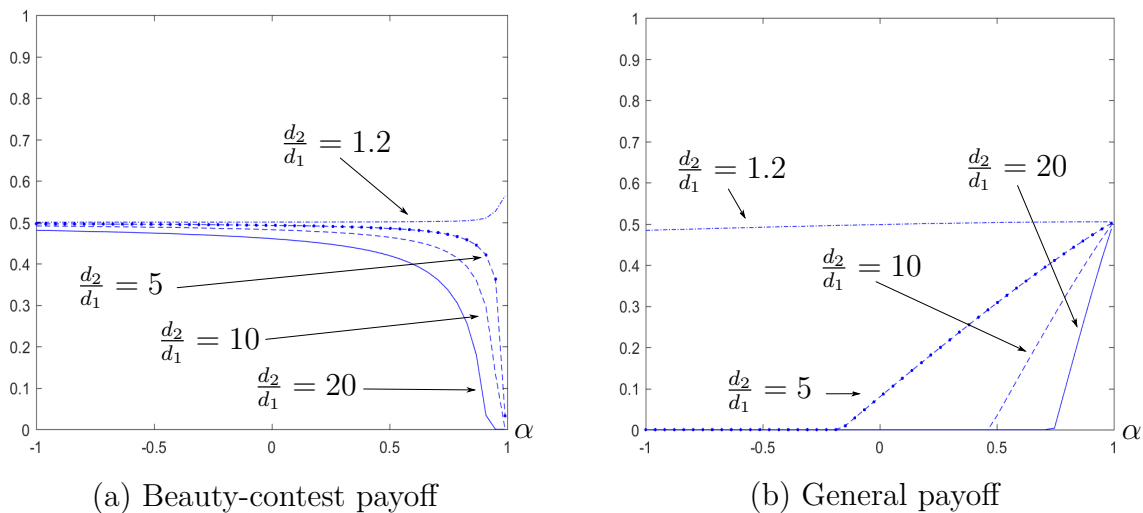 1
0.9
0.8
0.7
0.6
0.5
0.4
0.3
0.2
0.1
0
-1
-0.5
0
0.5
1
α
d₂/d₁ = 1.2
d₂/d₁ = 5
d₂/d₁ = 10
d₂/d₁ = 20
(a) Beauty-contest payoff
1
0.9
0.8
0.7
0.6
0.5
0.4
0.3
0.2
0.1
0
-1
-0.5
0
0.5
1
α
d₂/d₁ = 1.2
d₂/d₁ = 20
d₂/d₁ = 10
d₂/d₁ = 5
(b) General payoff